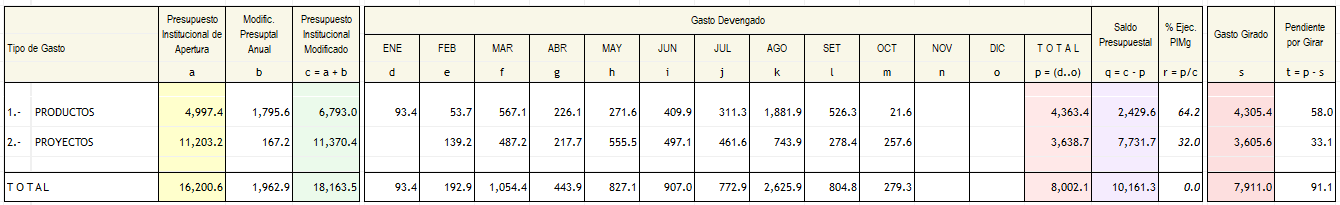 Tipo de Gasto Presupuesto Institucional de Apertura a Modific. Presuptal Anual b Presupuesto Institucional Modificado c = a + b Gasto Devengado Saldo Presupuestal q = c - p % Ejec. PIMg r = p/c Gasto Girado s Pendiente por Girar t = p - s
ENE FEB MAR ABR MAY JUN JUL AGO SET OCT NOV DIC T O T A L
d e f g h i j k l m n o p = (d..o)
1.- PRODUCTOS 4,997.4 1,795.6 6,793.0 93.4 53.7 567.1 226.1 271.6 409.9 311.3 1,881.9 526.3 21.6 4,363.4 2,429.6 64.2 4,305.4 58.0
2.- PROYECTOS 11,203.2 167.2 11,370.4 139.2 487.2 217.7 555.5 497.1 461.6 743.9 278.4 257.6 3,638.7 7,731.7 32.0 3,605.6 33.1
T O T A L 16,200.6 1,962.9 18,163.5 93.4 192.9 1,054.4 443.9 827.1 907.0 772.9 2,625.9 804.8 279.3 8,002.1 10,161.3 0.0 7,911.0 91.1